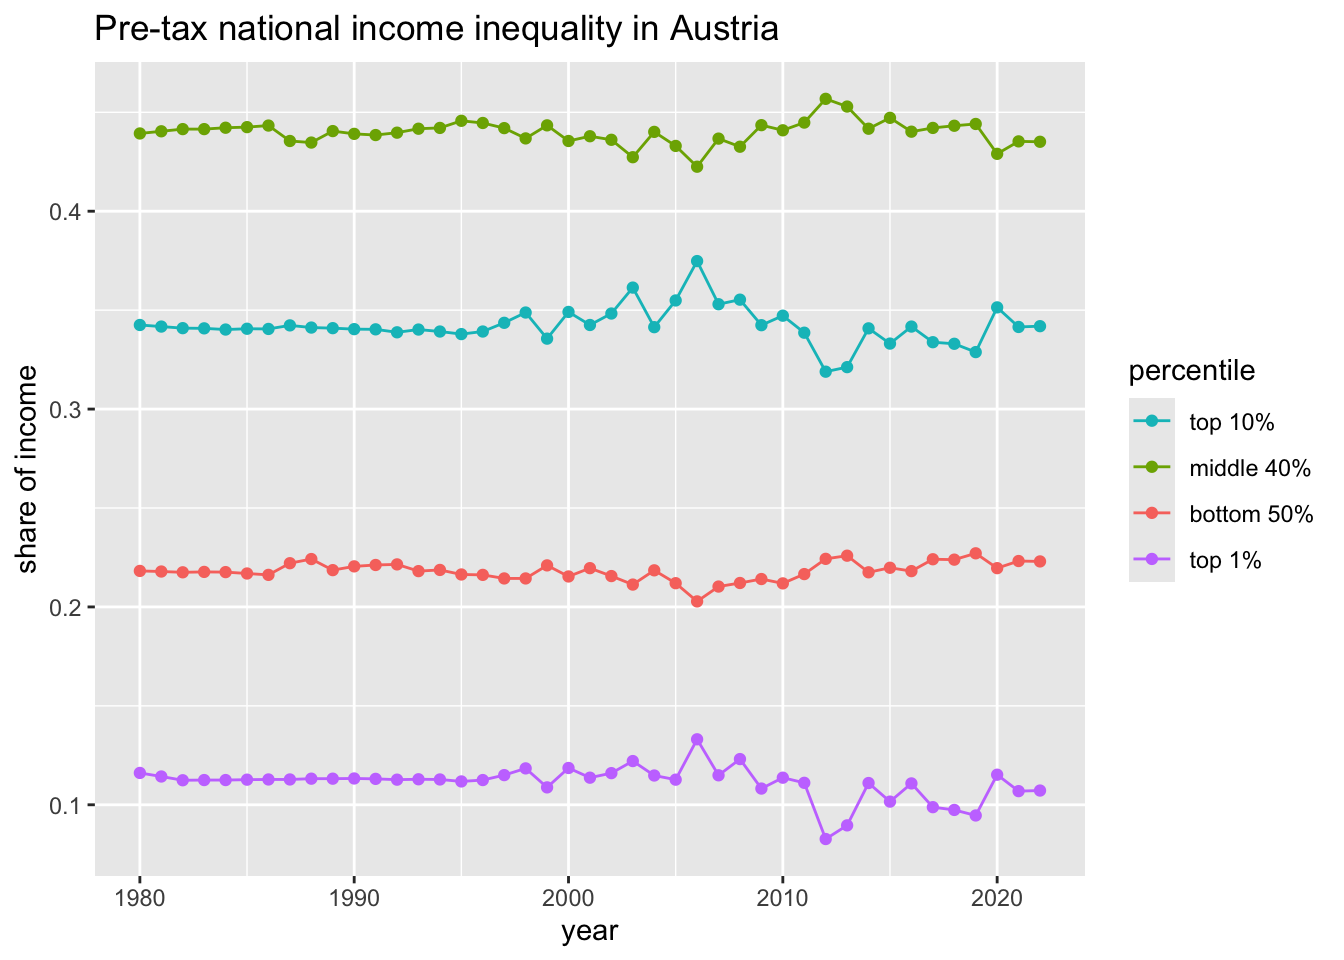 Pre-tax national income inequality in Austria
share of income
0.4
0.3
0.2
0.1
1980 1990 2000 2010 2020
year
percentile
top 10%
middle 40%
bottom 50%
top 1%